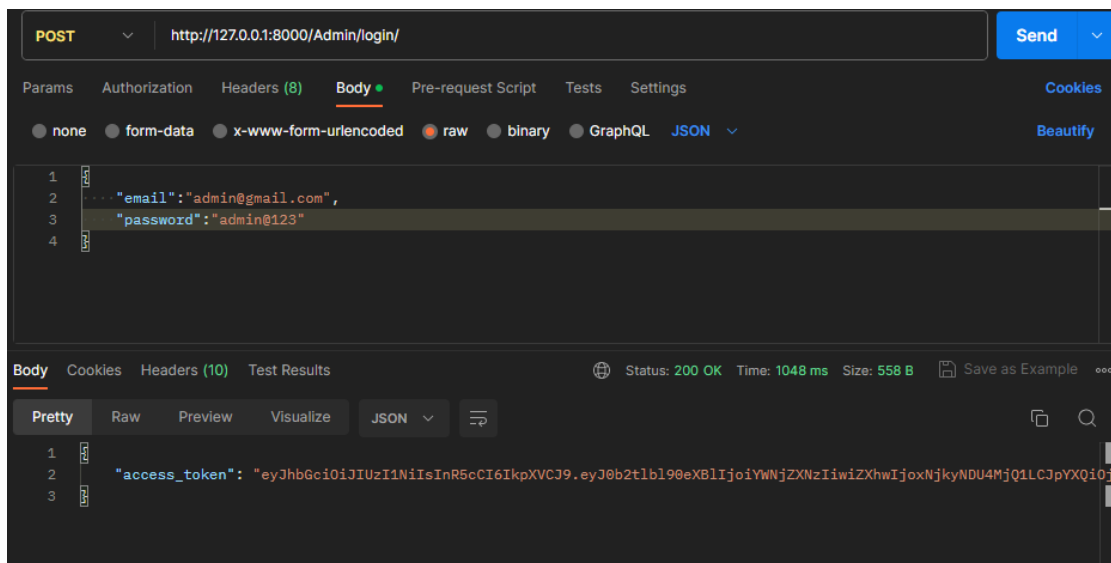 POST http://127.0.0.1:8000/Admin/login/ Send
Params Authorization Headers (8) Body Pre-request Script Tests Settings Cookies
none form-data x-www-form-urlencoded raw binary GraphQL JSON Beautify
1 {
2 ····"email":"admin@gmail.com",
3 ····"password":"admin@123"
4 }
Body Cookies Headers (10) Test Results Status: 200 OK Time: 1048 ms Size: 558 B Save as Example
Pretty Raw Preview Visualize JSON
1 {
2 "access_token": "eyJhbGciOiJIUzI1NiIsInR5cCI6IkpXVCJ9.eyJ0b2tlbl90eXBlIjoiYWNjZXNzIiwiZXhwIjoxNjkyNDU4MjQ1LCJpYXQiOj
3 }